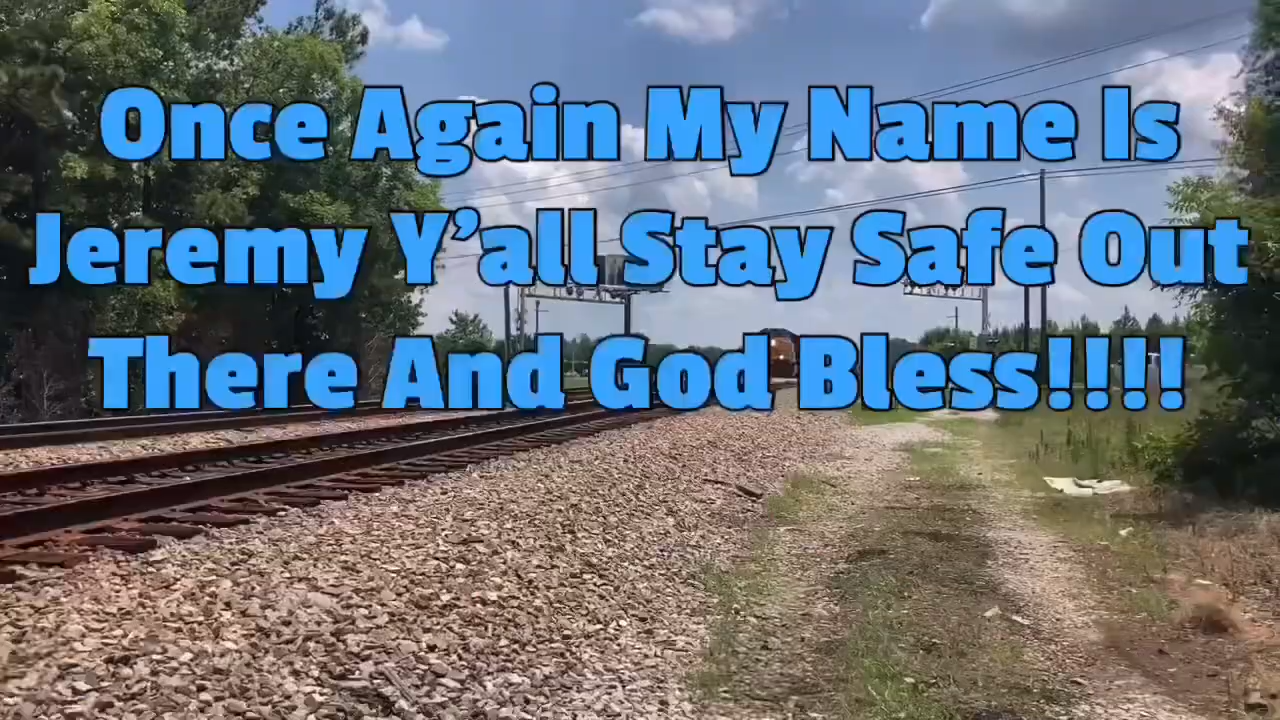 Once Again My Name Is
Jeremy Y’all Stay Safe Out
There And God Bless!!!!